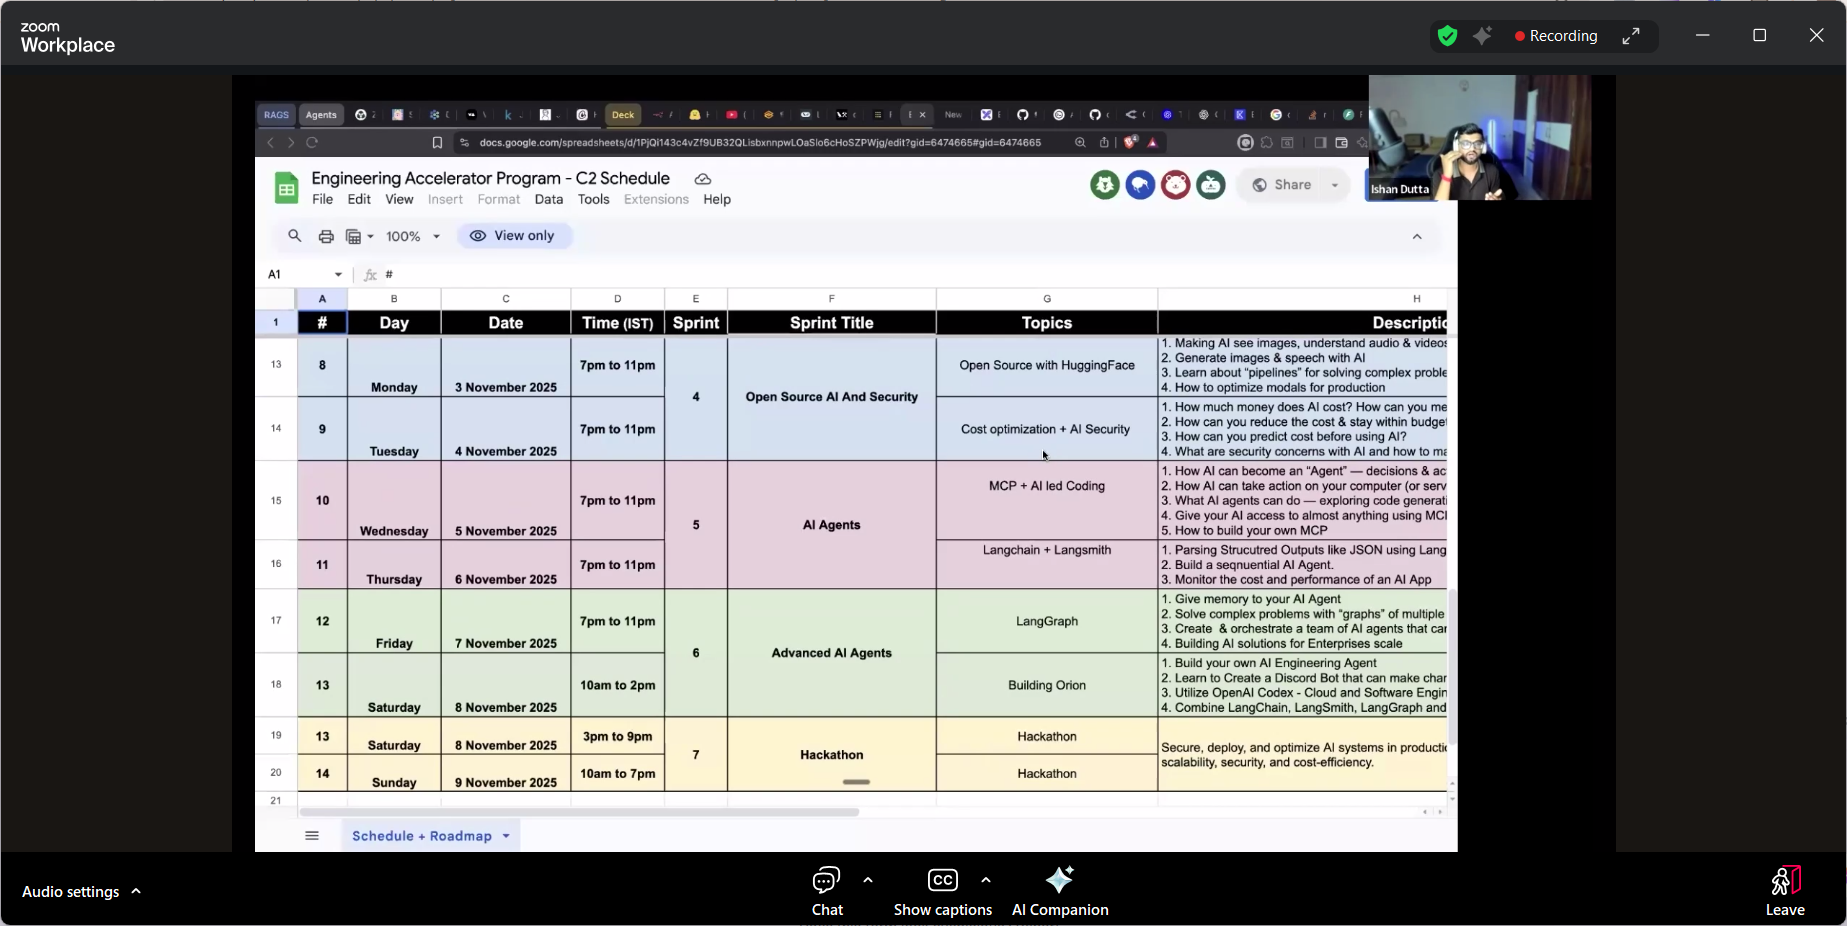 zoom
Workplace
Recording
RAGS
Agents
Deck
New
docs.google.com/spreadsheets/d/1PjQi143c4vZf9UB32QLisbxnnpwLOaSlo6cHoSZPWjg/edit?gid=6474665#gid=6474665
Ishan Dutta
Engineering Accelerator Program - C2 Schedule
File Edit View Insert Format Data Tools Extensions Help
Share
100%
View only
A1
fx #
A B C D E F G H
1 # Day Date Time (IST) Sprint Sprint Title Topics Descriptio
13 8 Monday 3 November 2025 7pm to 11pm 4 Open Source AI And Security Open Source with HuggingFace
1. Making AI see images, understand audio & videos
2. Generate images & speech with AI
3. Learn about "pipelines" for solving complex proble
4. How to optimize modals for production
14 9 Tuesday 4 November 2025 7pm to 11pm Cost optimization + AI Security
1. How much money does AI cost? How can you me
2. How can you reduce the cost & stay within budge
3. How can you predict cost before using AI?
4. What are security concerns with AI and how to ma
15 10 Wednesday 5 November 2025 7pm to 11pm 5 AI Agents MCP + AI led Coding
1. How AI can become an "Agent" — decisions & ac
2. How AI can take action on your computer (or serv
3. What AI agents can do — exploring code generati
4. Give your AI access to almost anything using MCI
5. How to build your own MCP
16 11 Thursday 6 November 2025 7pm to 11pm Langchain + Langsmith
1. Parsing Strucutred Outputs like JSON using Lang
2. Build a seqnuential AI Agent.
3. Monitor the cost and performance of an AI App
17 12 Friday 7 November 2025 7pm to 11pm 6 Advanced AI Agents LangGraph
1. Give memory to your AI Agent
2. Solve complex problems with "graphs" of multiple
3. Create & orchestrate a team of AI agents that car
4. Building AI solutions for Enterprises scale
18 13 Saturday 8 November 2025 10am to 2pm Building Orion
1. Build your own AI Engineering Agent
2. Learn to Create a Discord Bot that can make char
3. Utilize OpenAI Codex - Cloud and Software Engin
4. Combine LangChain, LangSmith, LangGraph and
19 13 Saturday 8 November 2025 3pm to 9pm 7 Hackathon Hackathon
Secure, deploy, and optimize AI systems in productic
scalability, security, and cost-efficiency.
20 14 Sunday 9 November 2025 10am to 7pm Hackathon
21
Schedule + Roadmap
Audio settings
Chat
CC
Show captions
AI Companion
Leave